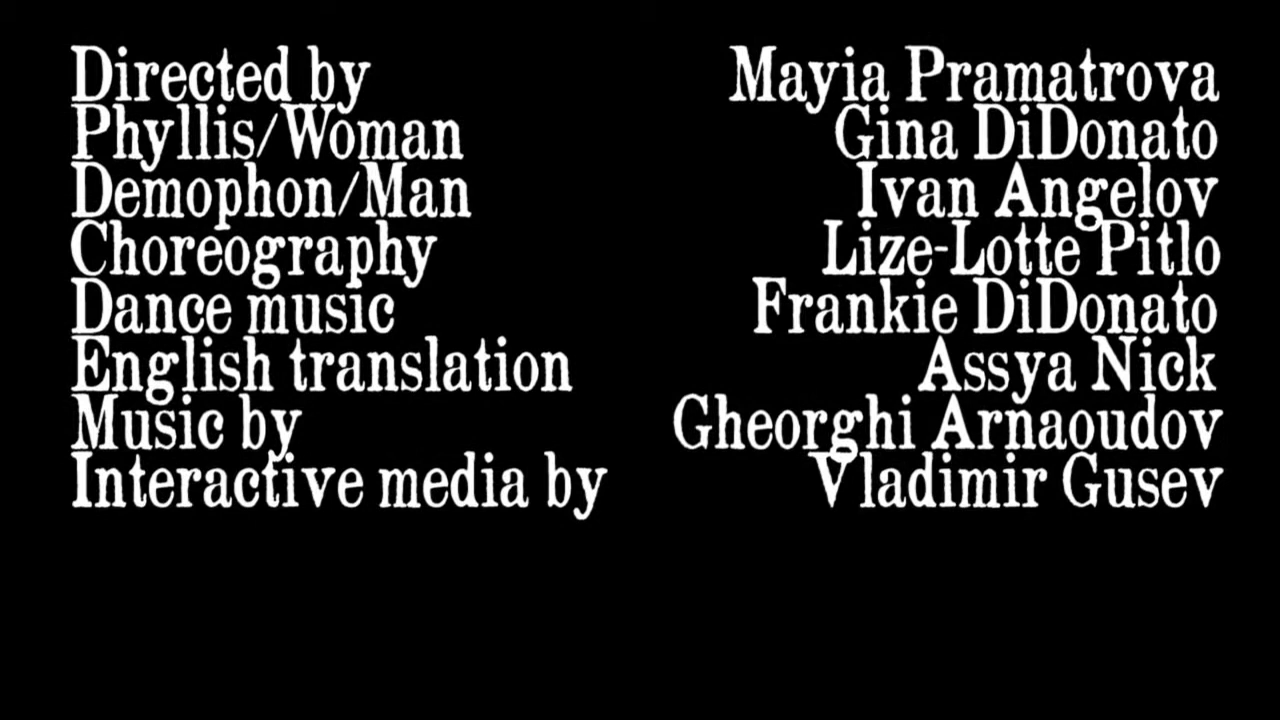 Directed by Mayia Pramatrova
Phyllis/Woman Gina DiDonato
Demophon/Man Ivan Angelov
Choreography Lize-Lotte Pitlo
Dance music Frankie DiDonato
English translation Assya Nick
Music by Gheorghi Arnaoudov
Interactive media by Vladimir Gusev